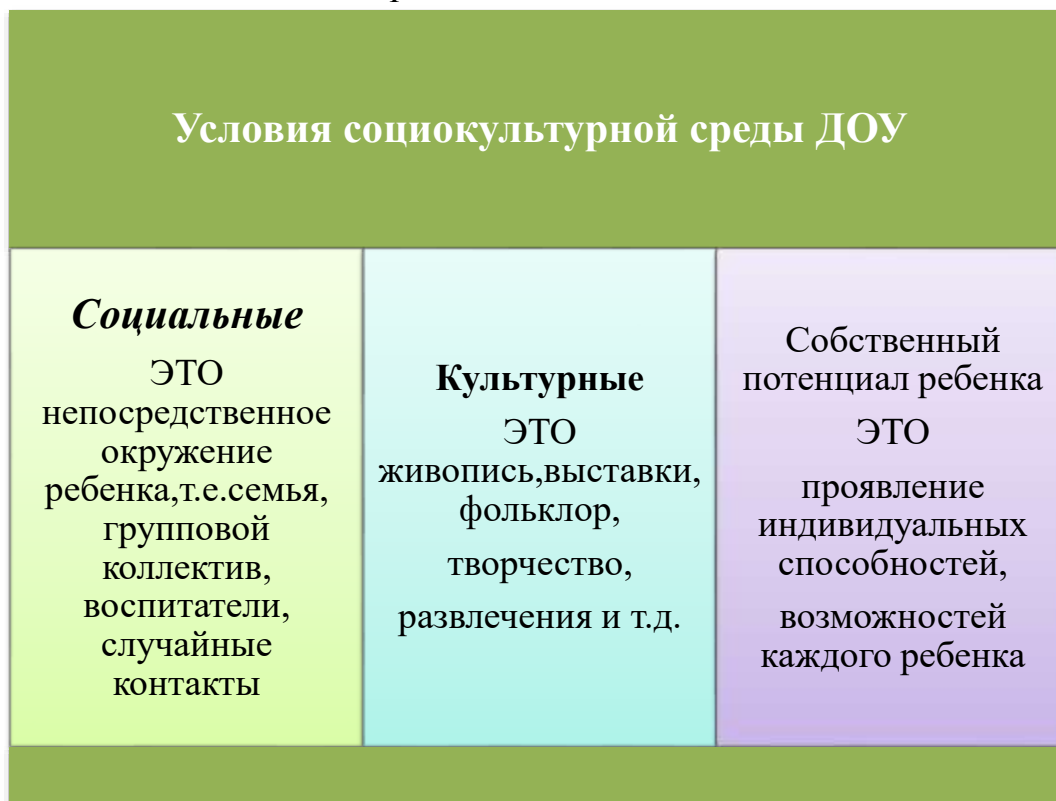 Условия социокультурной среды ДОУ
Социальные
ЭТО
непосредственное
окружение
ребенка,т.е.семья,
групповой
коллектив,
воспитатели,
случайные
контакты
Культурные
ЭТО
живопись,выставки,
фольклор,
творчество,
развлечения и т.д.
Собственный
потенциал ребенка
ЭТО
проявление
индивидуальных
способностей,
возможностей
каждого ребенка